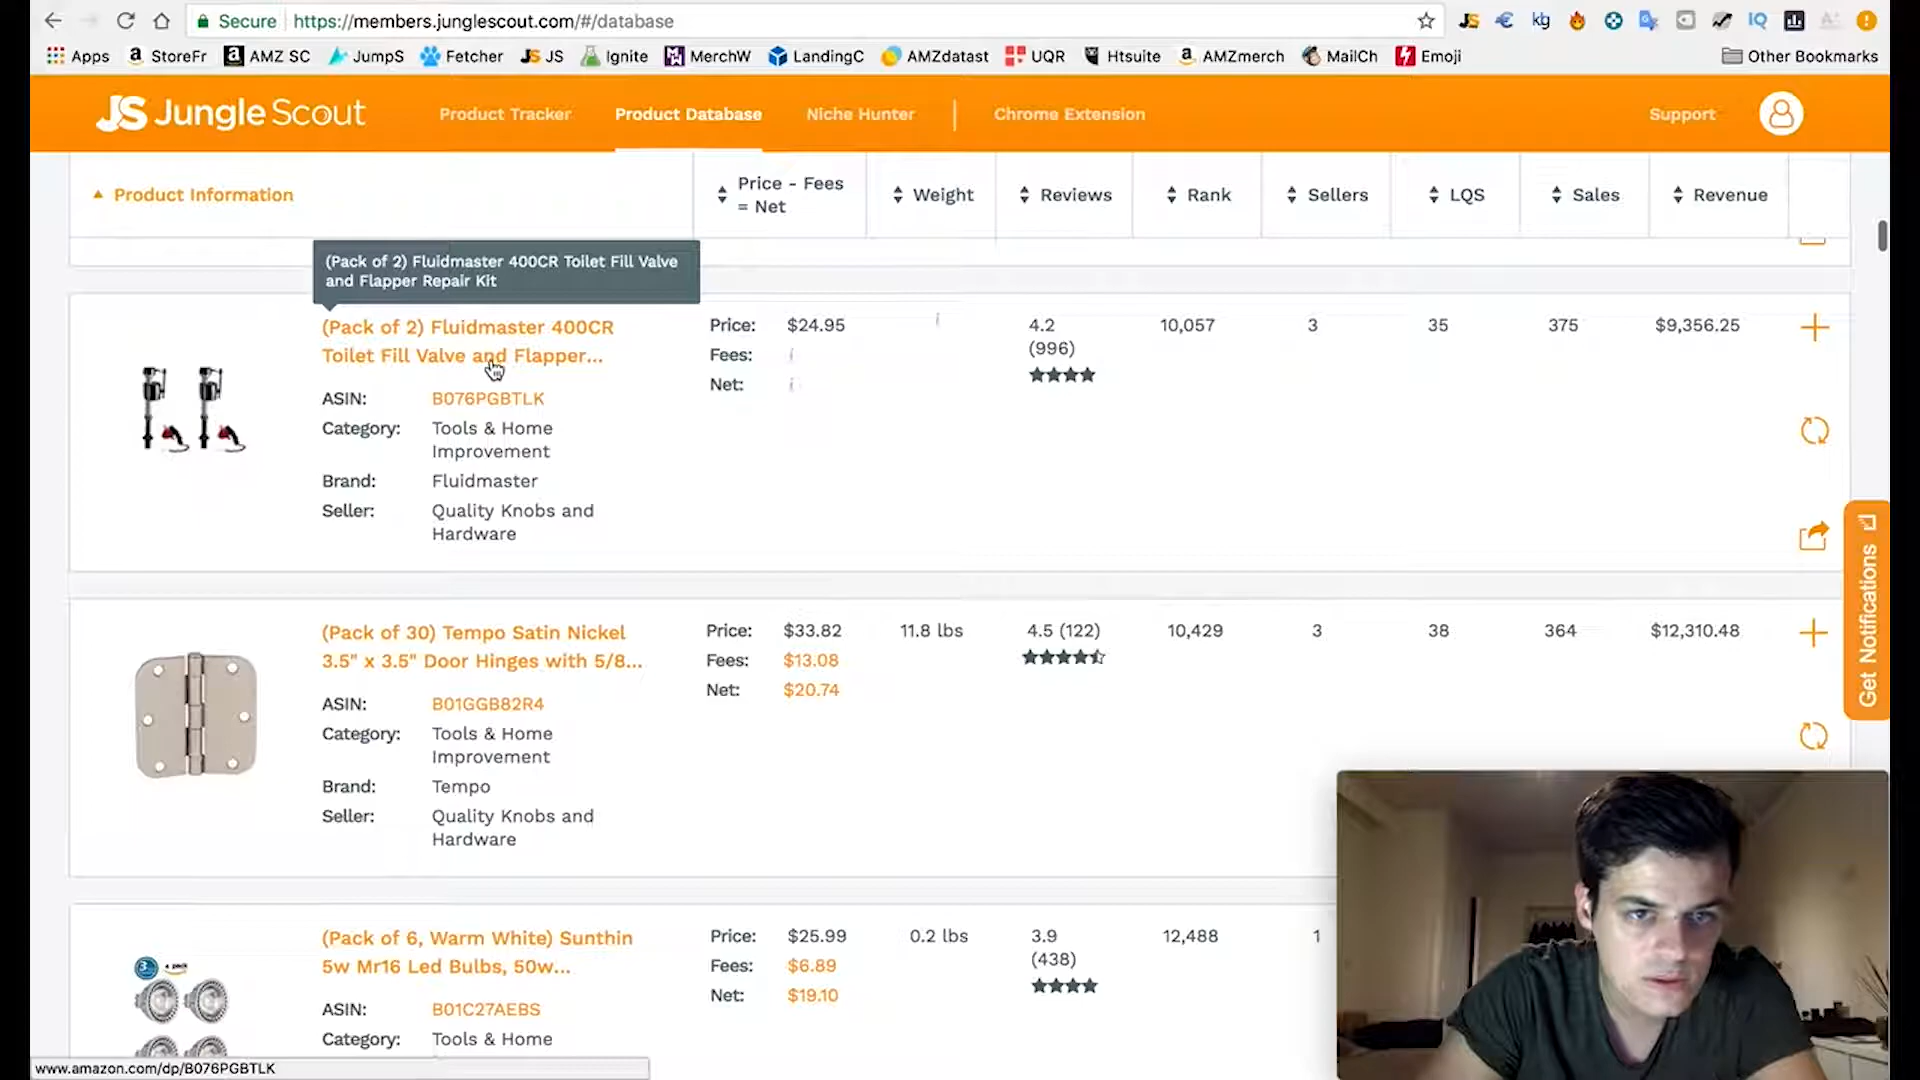 Secure https://members.junglescout.com/#/database
Apps StoreFr AMZ SC JumpS Fetcher JS Ignite MerchW LandingC AMZdatast UQR Htsuite AMZmerch MailCh Emoji Other Bookmarks
JS Jungle Scout Product Tracker Product Database Niche Hunter Chrome Extension Support
Product Information Price - Fees = Net Weight Reviews Rank Sellers LQS Sales Revenue
(Pack of 2) Fluidmaster 400CR Toilet Fill Valve
and Flapper Repair Kit
(Pack of 2) Fluidmaster 400CR Price: $24.95 4.2 10,057 3 35 375 $9,356.25
Toilet Fill Valve and Flapper... Fees: (996)
Net:
ASIN: B076PGBTLK
Category: Tools & Home
Improvement
Brand: Fluidmaster
Seller: Quality Knobs and
Hardware
Get Notifications
(Pack of 30) Tempo Satin Nickel Price: $33.82 11.8 lbs 4.5 (122) 10,429 3 38 364 $12,310.48
3.5" x 3.5" Door Hinges with 5/8... Fees: $13.08
Net: $20.74
ASIN: B01GGB82R4
Category: Tools & Home
Improvement
Brand: Tempo
Seller: Quality Knobs and
Hardware
(Pack of 6, Warm White) Sunthin Price: $25.99 0.2 lbs 3.9 12,488 1
5w Mr16 Led Bulbs, 50w... Fees: $6.89 (438)
Net: $19.10
ASIN: B01C27AEBS
Category: Tools & Home
www.amazon.com/dp/B076PGBTLK